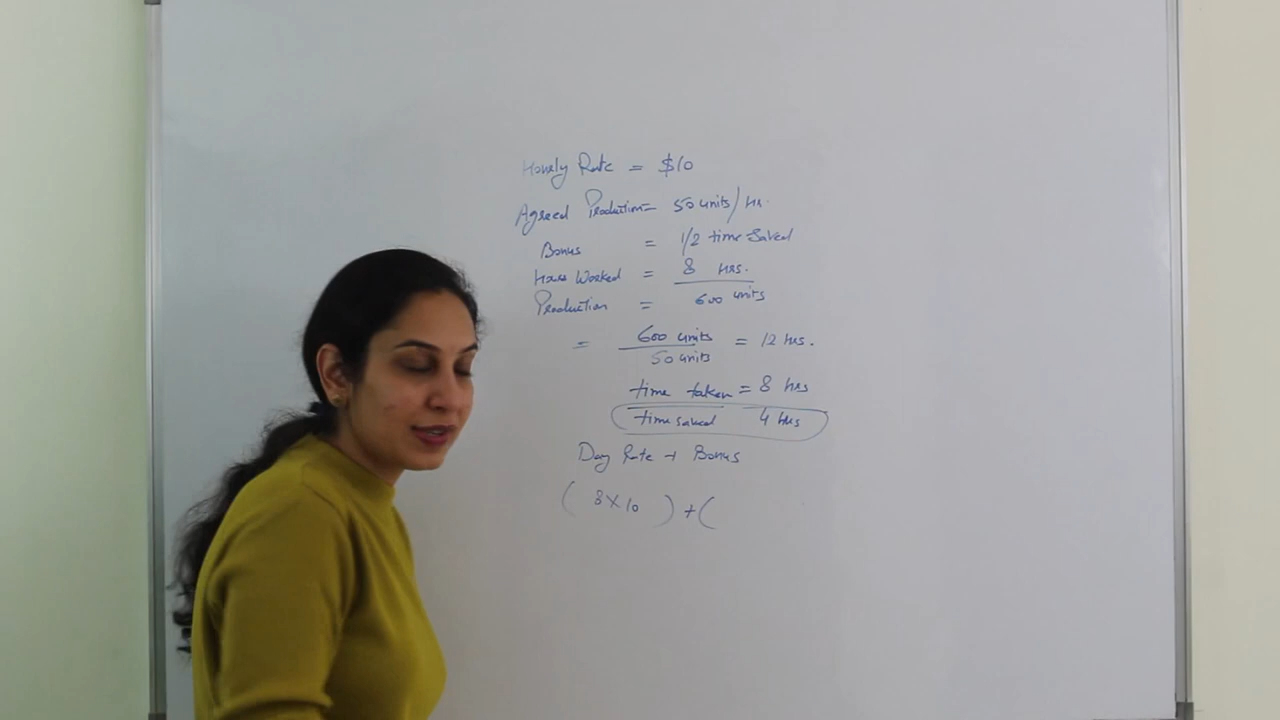 Hourly Rate = $10
Agreed Production = 50 units/Hr.
Bonus = 1/2 time saved
Hours Worked = 8 Hrs.
Production = 600 units
= 600 units / 50 units = 12 Hrs.
time taken = 8 Hrs
time saved 4 Hrs
Day Rate + Bonus
(8 × 10) + (